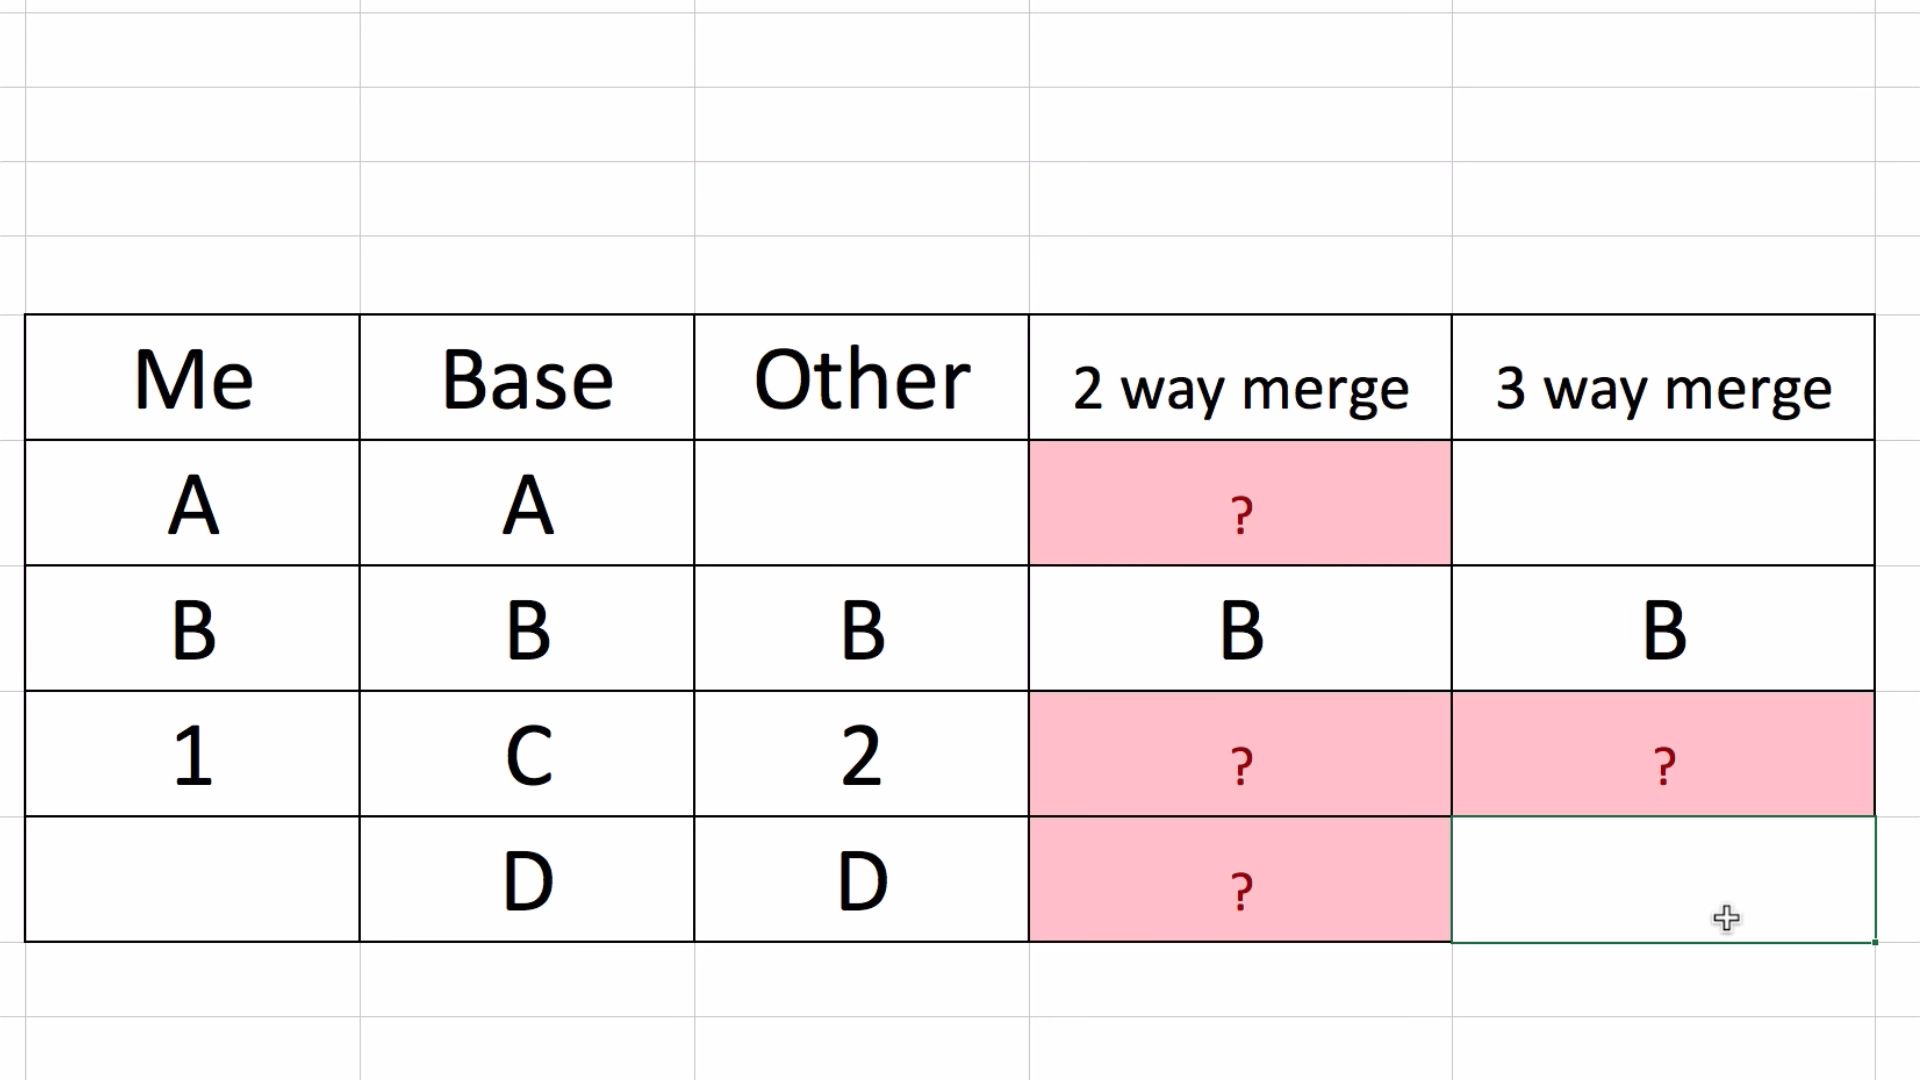 Me Base Other 2 way merge 3 way merge
A A ?
B B B B B
1 C 2 ? ?
D D ?